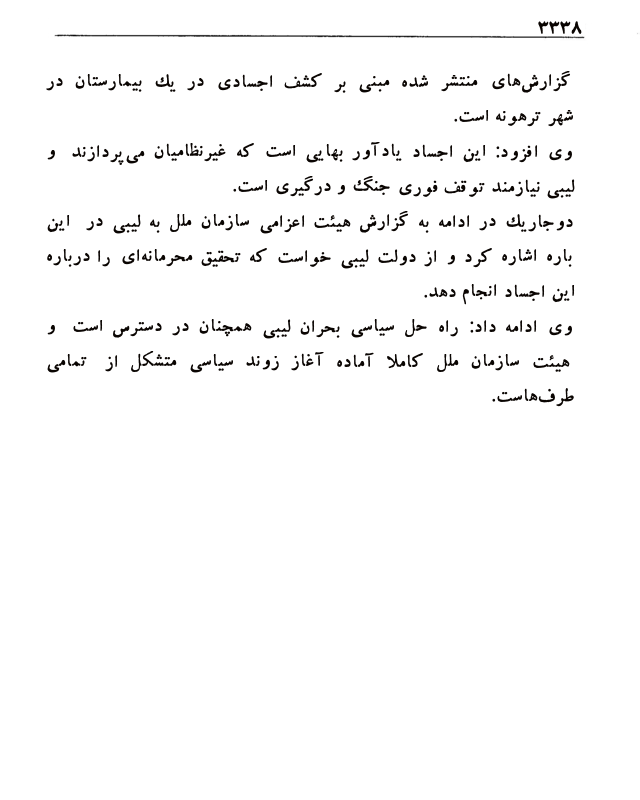 ۳۳۳۸
گزارش‌های منتشر شده مبنی بر کشف اجسادی در یك بیمارستان در
شهر ترهونه است.
وی افزود: این اجساد یادآور بهایی است که غیرنظامیان می‌پردازند و
لیبی نیازمند توقف فوری جنگ و درگیری است.
دوجاریك در ادامه به گزارش هیئت اعزامی سازمان ملل به لیبی در این
باره اشاره کرد و از دولت لیبی خواست که تحقیق محرمانه‌ای را درباره
این اجساد انجام دهد.
وی ادامه داد: راه حل سیاسی بحران لیبی همچنان در دسترس است و
هیئت سازمان ملل کاملا آماده آغاز زوند سیاسی متشکل از تمامی
طرف‌هاست.